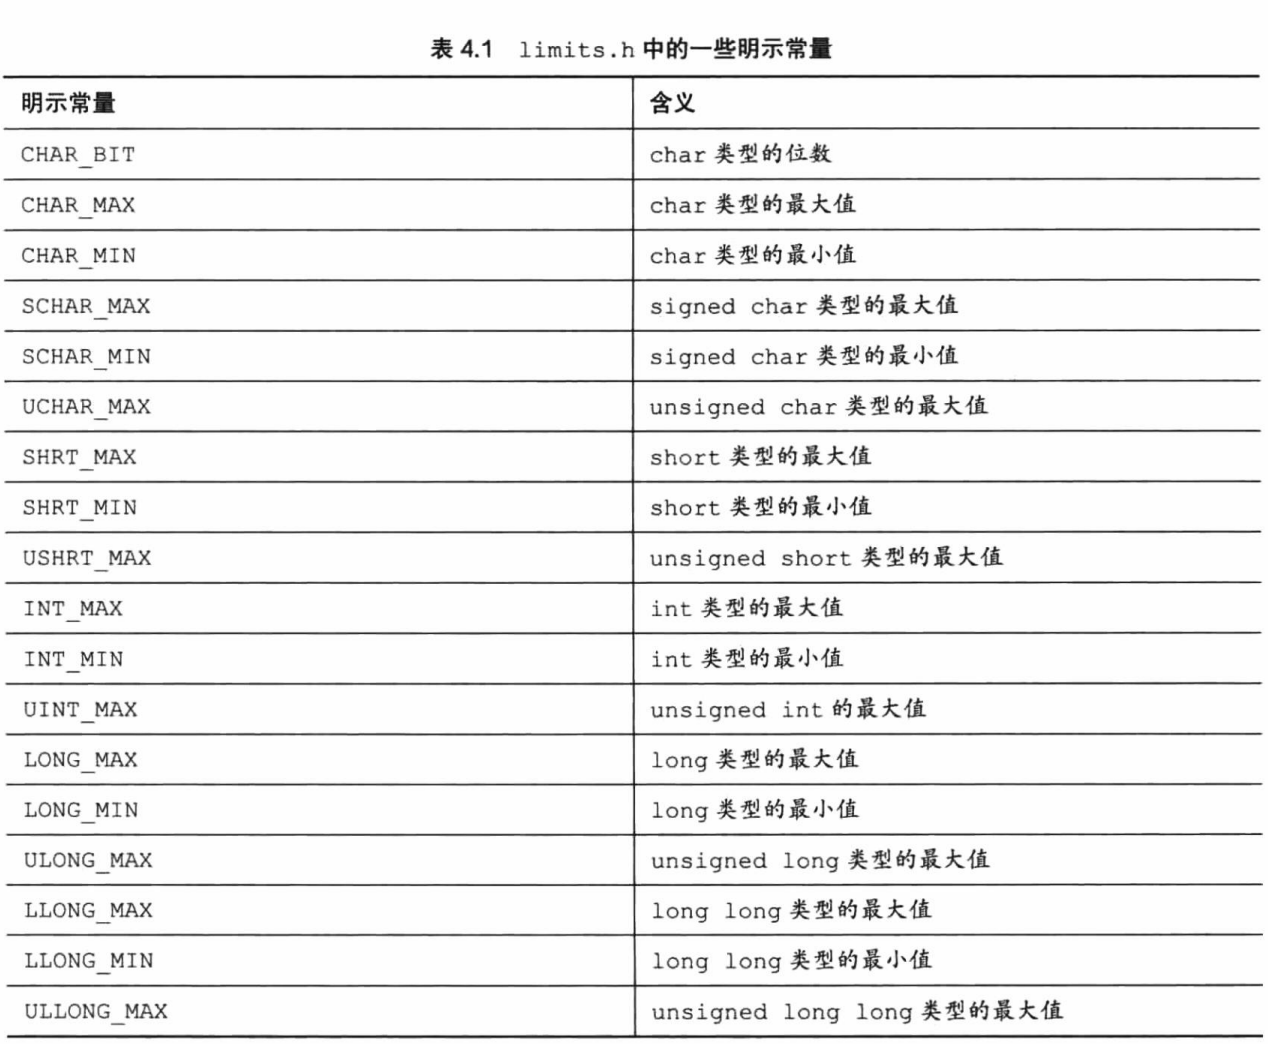 表 4.1 limits.h 中的一些明示常量
明示常量 含义
CHAR_BIT char 类型的位数
CHAR_MAX char 类型的最大值
CHAR_MIN char 类型的最小值
SCHAR_MAX signed char 类型的最大值
SCHAR_MIN signed char 类型的最小值
UCHAR_MAX unsigned char 类型的最大值
SHRT_MAX short 类型的最大值
SHRT_MIN short 类型的最小值
USHRT_MAX unsigned short 类型的最大值
INT_MAX int 类型的最大值
INT_MIN int 类型的最小值
UINT_MAX unsigned int 的最大值
LONG_MAX long 类型的最大值
LONG_MIN long 类型的最小值
ULONG_MAX unsigned long 类型的最大值
LLONG_MAX long long 类型的最大值
LLONG_MIN long long 类型的最小值
ULLONG_MAX unsigned long long 类型的最大值